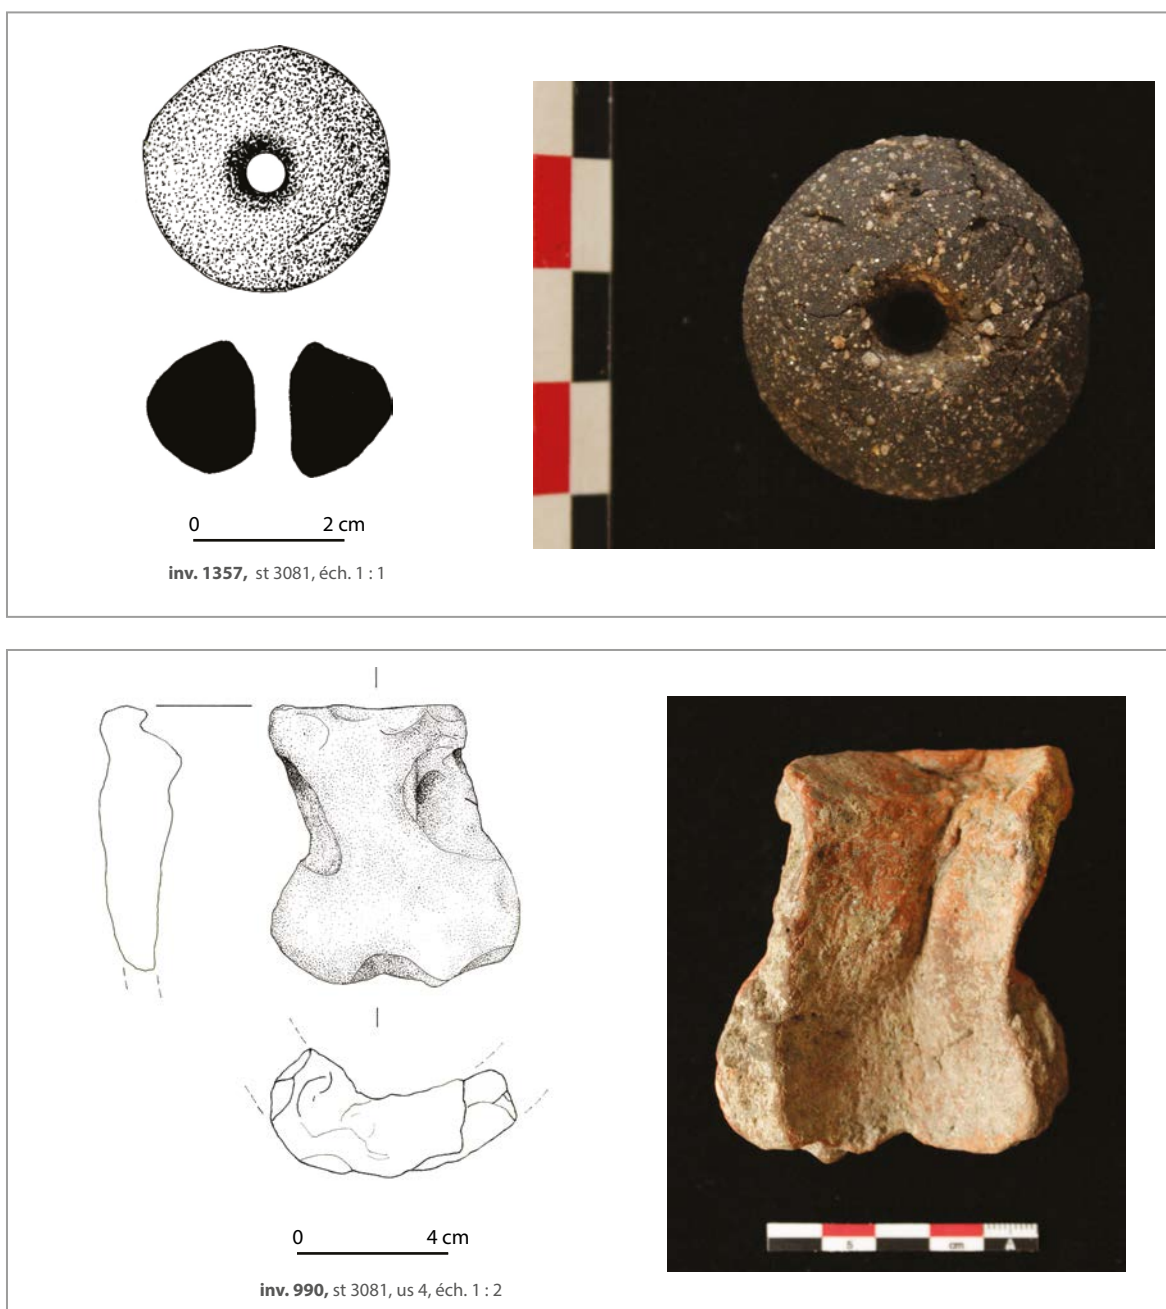 0 2 cm
inv. 1357, st 3081, éch. 1 : 1
0 4 cm
5 cm A
inv. 990, st 3081, us 4, éch. 1 : 2